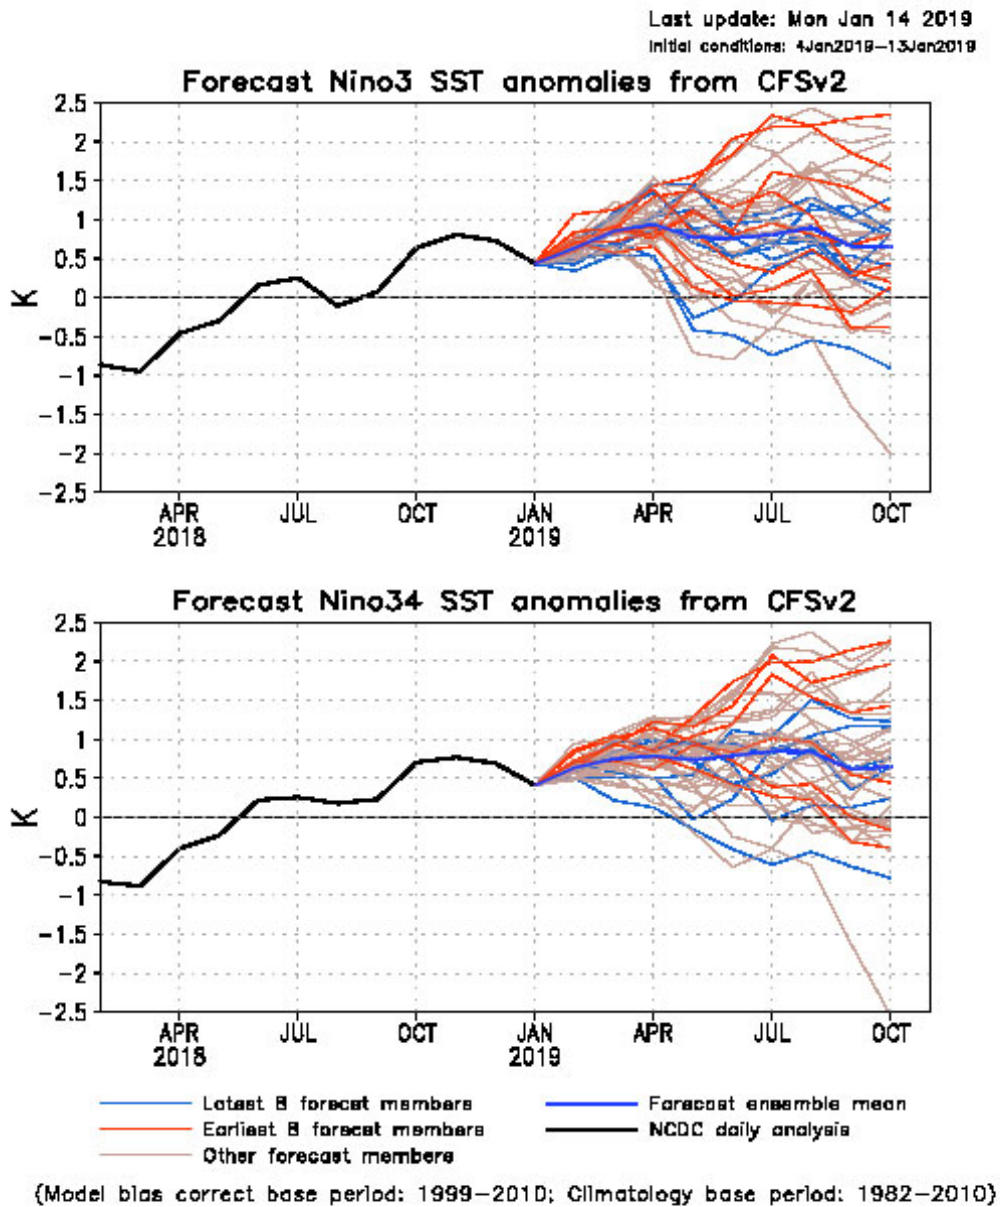 Last update: Mon Jan 14 2019
Initial conditions: 4Jan2019−13Jan2019
Forecast Nino3 SST anomalies from CFSv2
2.5
2
1.5
1
0.5
0
−0.5
−1
−1.5
−2
−2.5
K
APR JUL OCT JAN APR JUL OCT
2018 2019
Forecast Nino34 SST anomalies from CFSv2
2.5
2
1.5
1
0.5
0
−0.5
−1
−1.5
−2
−2.5
K
APR JUL OCT JAN APR JUL OCT
2018 2019
Latest 8 forecast members Forecast ensemble mean
Earliest 8 forecast members NCDC daily analysis
Other forecast members
(Model bias correct base period: 1999−2010; Climatology base period: 1982−2010)